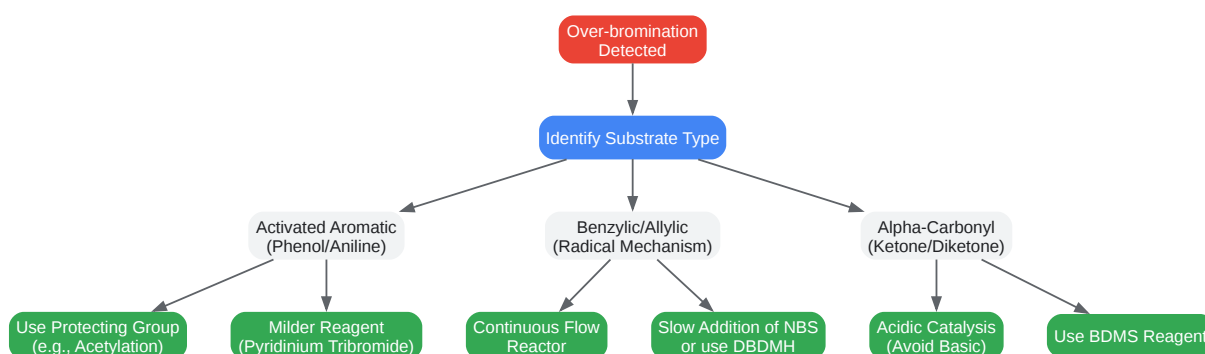 Over-bromination
Detected
Identify Substrate Type
Activated Aromatic
(Phenol/Aniline)
Benzylic/Allylic
(Radical Mechanism)
Alpha-Carbonyl
(Ketone/Diketone)
Use Protecting Group
(e.g., Acetylation)
Milder Reagent
(Pyridinium Tribromide)
Continuous Flow
Reactor
Slow Addition of NBS
or use DBDMH
Acidic Catalysis
(Avoid Basic)
Use BDMS Reagent